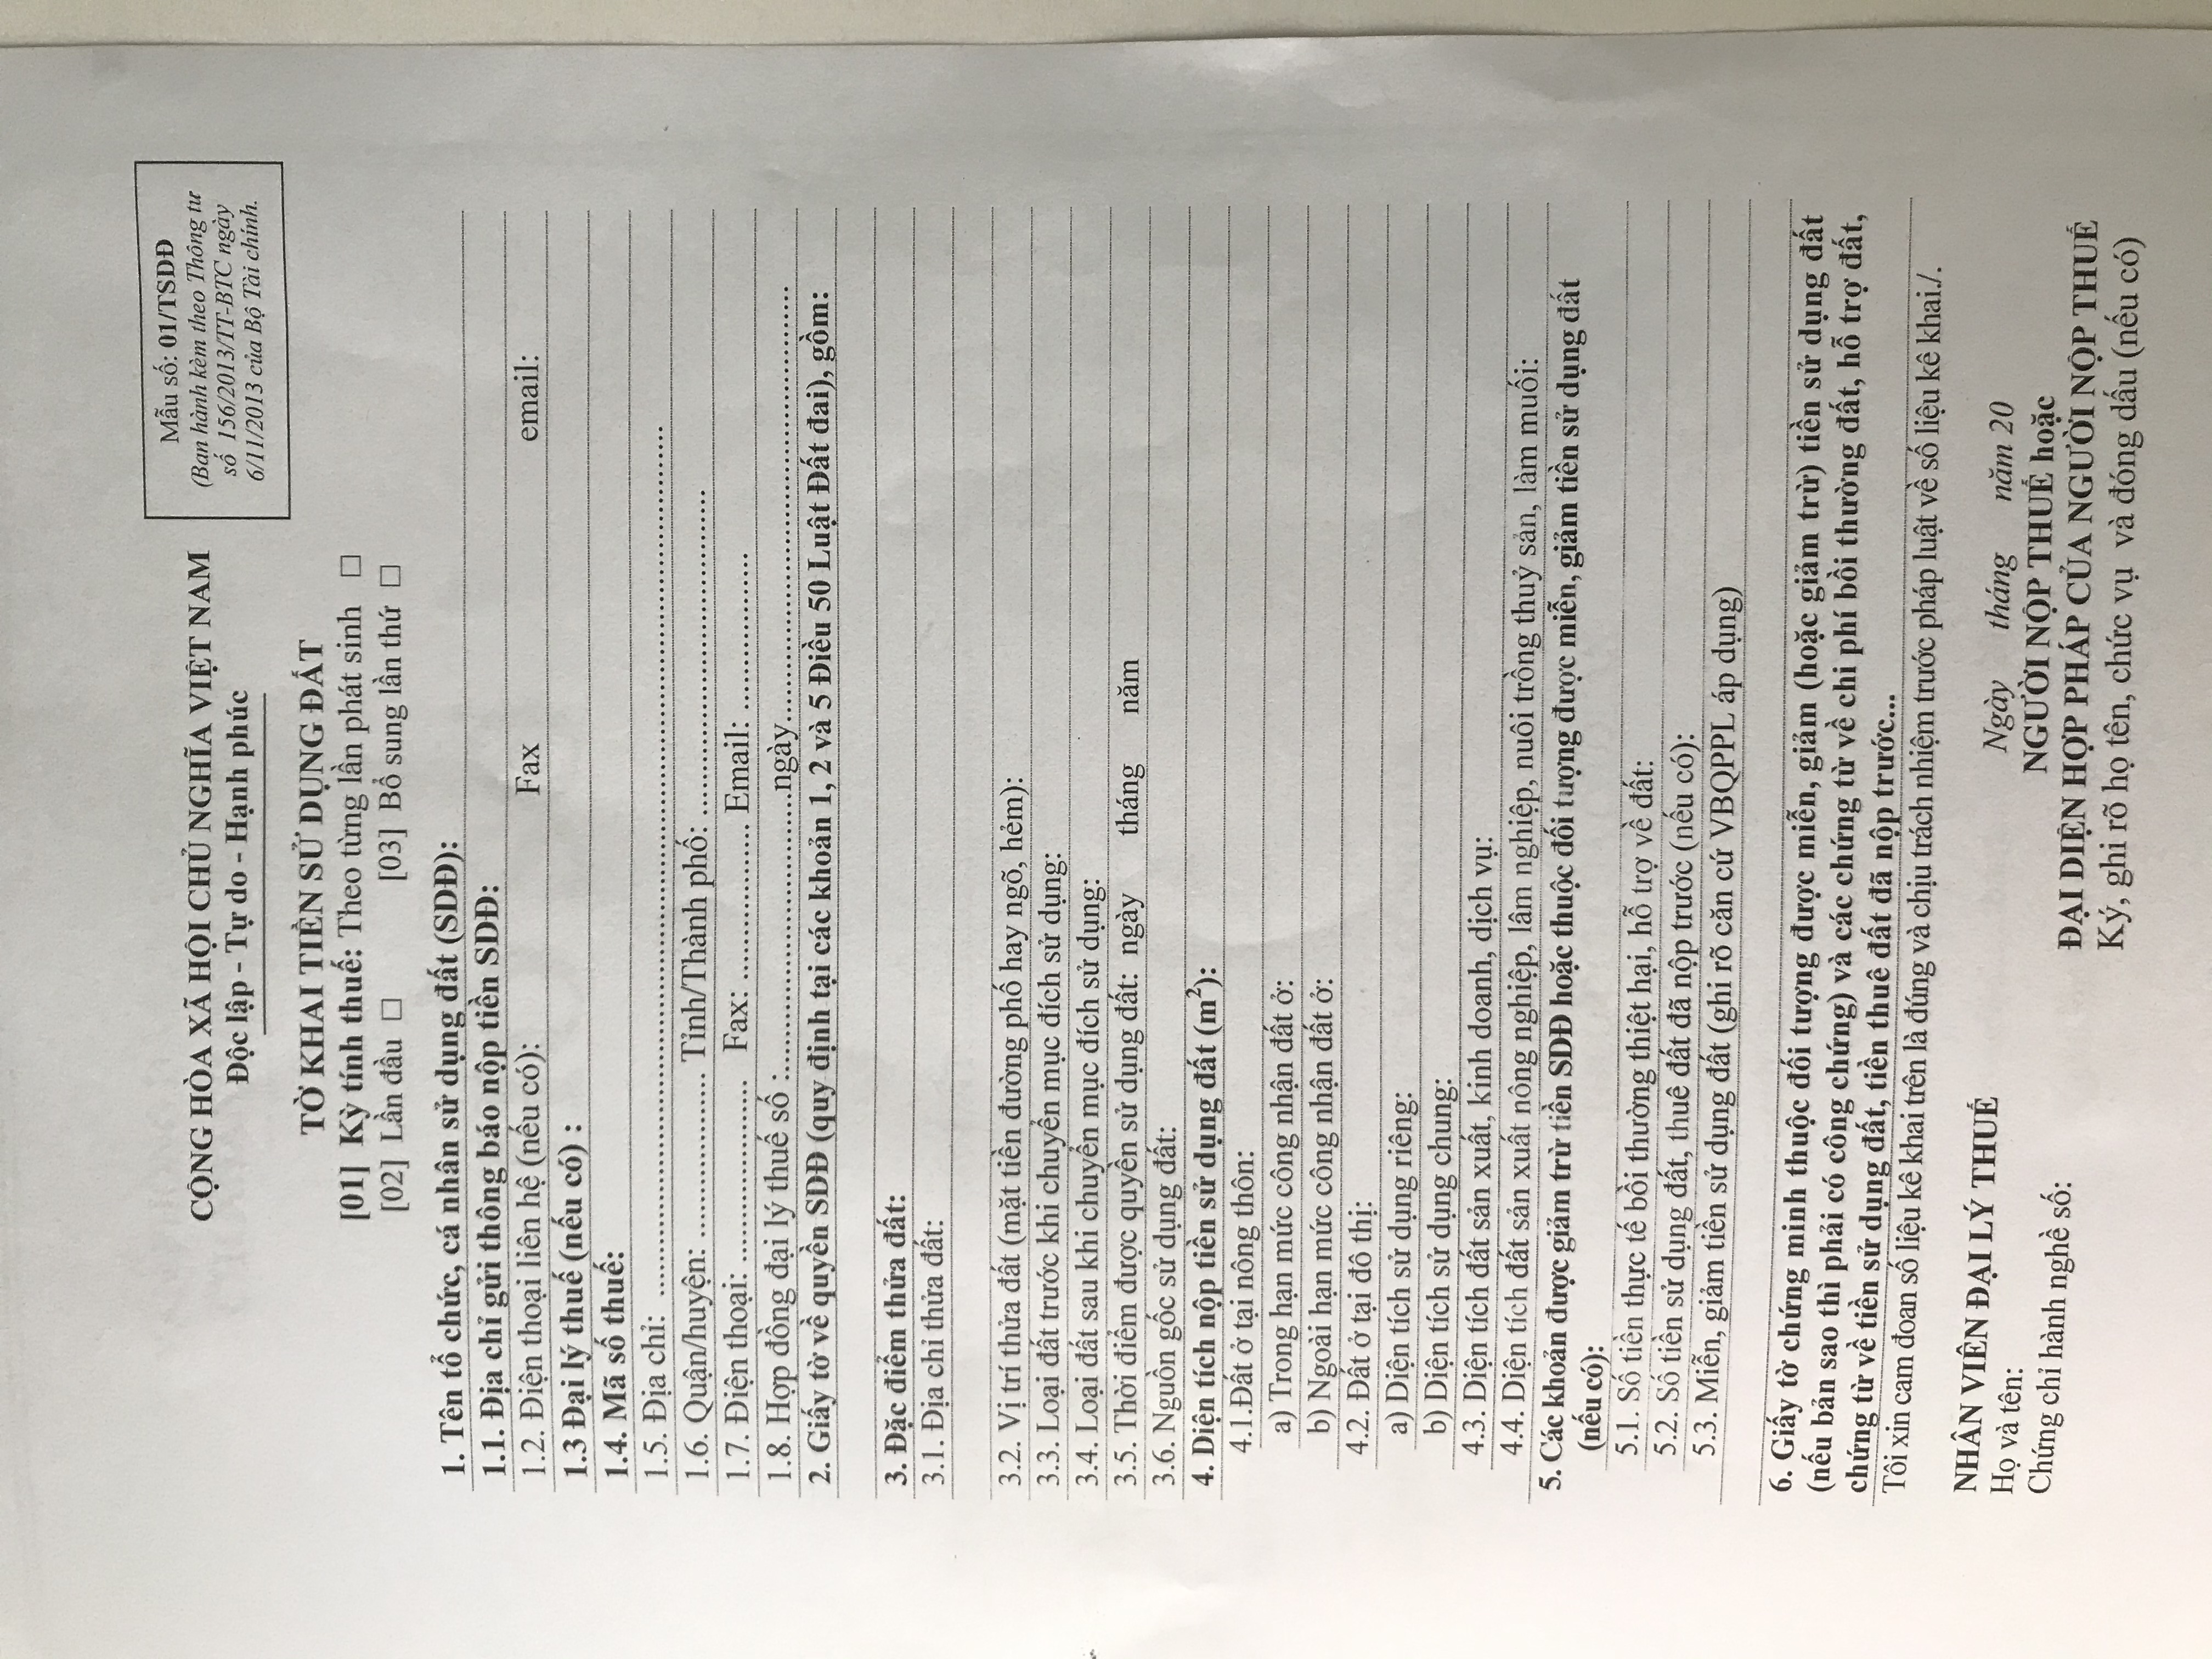 Mẫu số: 01/TSDĐ
(Ban hành kèm theo Thông tư
số 156/2013/TT-BTC ngày
6/11/2013 của Bộ Tài chính.
CỘNG HÒA XÃ HỘI CHỦ NGHĨA VIỆT NAM
Độc lập - Tự do - Hạnh phúc
TỜ KHAI TIỀN SỬ DỤNG ĐẤT
[01] Kỳ tính thuế: Theo từng lần phát sinh □
[02] Lần đầu □ [03] Bổ sung lần thứ □
1. Tên tổ chức, cá nhân sử dụng đất (SDĐ):
1.1. Địa chỉ gửi thông báo nộp tiền SDĐ:
1.2. Điện thoại liên hệ (nếu có): Fax email:
1.3 Đại lý thuế (nếu có) :
1.4. Mã số thuế:
1.5. Địa chỉ: ..................................................................................
1.6. Quận/huyện: ................... Tỉnh/Thành phố: .......................................
1.7. Điện thoại: ..................... Fax: .................. Email: ..................
1.8. Hợp đồng đại lý thuế số :.................................ngày.............................................
2. Giấy tờ về quyền SDĐ (quy định tại các khoản 1, 2 và 5 Điều 50 Luật Đất đai), gồm:
3. Đặc điểm thửa đất:
3.1. Địa chỉ thửa đất:
3.2. Vị trí thửa đất (mặt tiền đường phố hay ngõ, hẻm):
3.3. Loại đất trước khi chuyển mục đích sử dụng:
3.4. Loại đất sau khi chuyển mục đích sử dụng:
3.5. Thời điểm được quyền sử dụng đất: ngày tháng năm
3.6. Nguồn gốc sử dụng đất:
4. Diện tích nộp tiền sử dụng đất (m²):
4.1.Đất ở tại nông thôn:
a) Trong hạn mức công nhận đất ở:
b) Ngoài hạn mức công nhận đất ở:
4.2. Đất ở tại đô thị:
a) Diện tích sử dụng riêng:
b) Diện tích sử dụng chung:
4.3. Diện tích đất sản xuất, kinh doanh, dịch vụ:
4.4. Diện tích đất sản xuất nông nghiệp, lâm nghiệp, nuôi trồng thuỷ sản, làm muối:
5. Các khoản được giảm trừ tiền SDĐ hoặc thuộc đối tượng được miễn, giảm tiền sử dụng đất
(nếu có):
5.1. Số tiền thực tế bồi thường thiệt hại, hỗ trợ về đất:
5.2. Số tiền sử dụng đất, thuê đất đã nộp trước (nếu có):
5.3. Miễn, giảm tiền sử dụng đất (ghi rõ căn cứ VBQPPL áp dụng)
6. Giấy tờ chứng minh thuộc đối tượng được miễn, giảm (hoặc giảm trừ) tiền sử dụng đất
(nếu bản sao thì phải có công chứng) và các chứng từ về chi phí bồi thường đất, hỗ trợ đất,
chứng từ về tiền sử dụng đất, tiền thuê đất đã nộp trước...
Tôi xin cam đoan số liệu kê khai trên là đúng và chịu trách nhiệm trước pháp luật về số liệu kê khai./.
Ngày tháng năm 20
NHÂN VIÊN ĐẠI LÝ THUẾ NGƯỜI NỘP THUẾ hoặc
Họ và tên: ĐẠI DIỆN HỢP PHÁP CỦA NGƯỜI NỘP THUẾ
Chứng chỉ hành nghề số: Ký, ghi rõ họ tên, chức vụ và đóng dấu (nếu có)